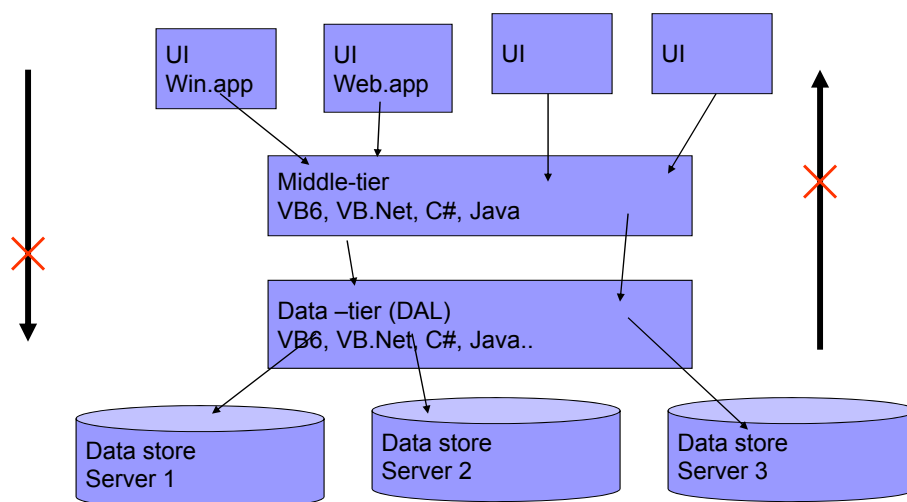 UI
Win.app
UI
Web.app
UI
UI
Middle-tier
VB6, VB.Net, C#, Java
Data –tier (DAL)
VB6, VB.Net, C#, Java..
Data store
Server 1
Data store
Server 2
Data store
Server 3